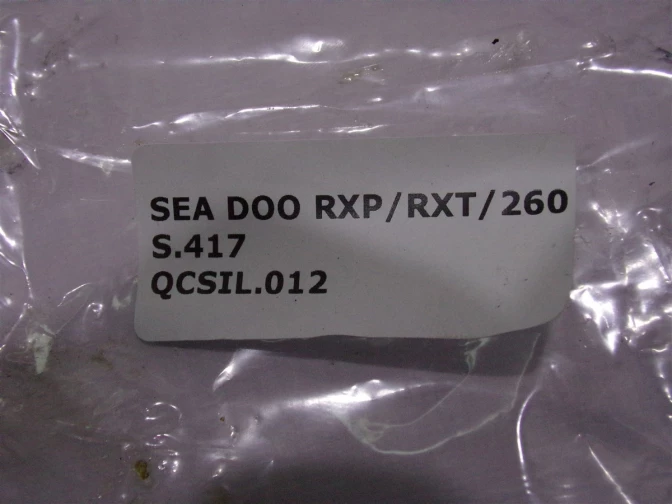 SEA DOO RXP/RXT/260
S.417
QCSIL.012